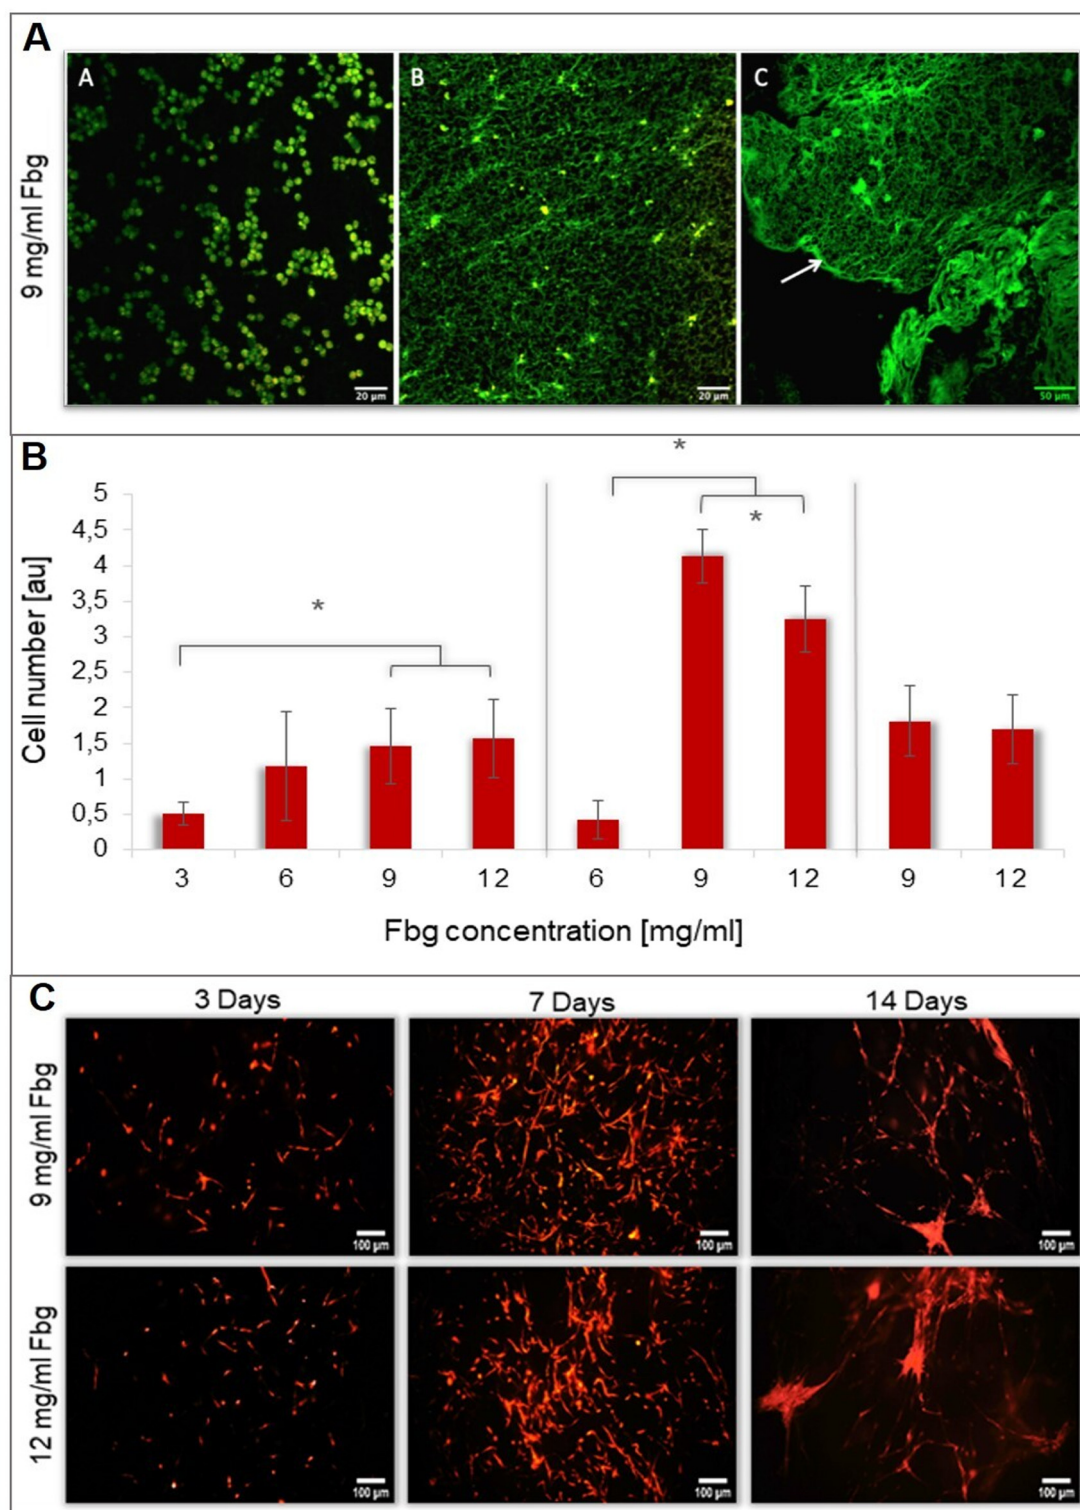 A
9 mg/ml Fbg
A
B
C
20 µm
20 µm
50 µm
B
Cell number [au]
5
4,5
4
3,5
3
2,5
2
1,5
1
0,5
0
*
*
*
3 6 9 12 6 9 12 9 12
Fbg concentration [mg/ml]
C
3 Days 7 Days 14 Days
9 mg/ml Fbg
100 µm 100 µm 100 µm
12 mg/ml Fbg
100 µm 100 µm 100 µm